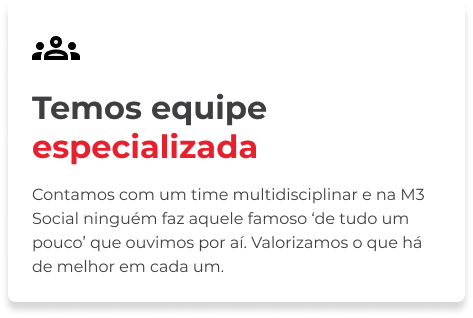 Temos equipe
especializada
Contamos com um time multidisciplinar e na M3
Social ninguém faz aquele famoso ‘de tudo um
pouco’ que ouvimos por aí. Valorizamos o que há
de melhor em cada um.